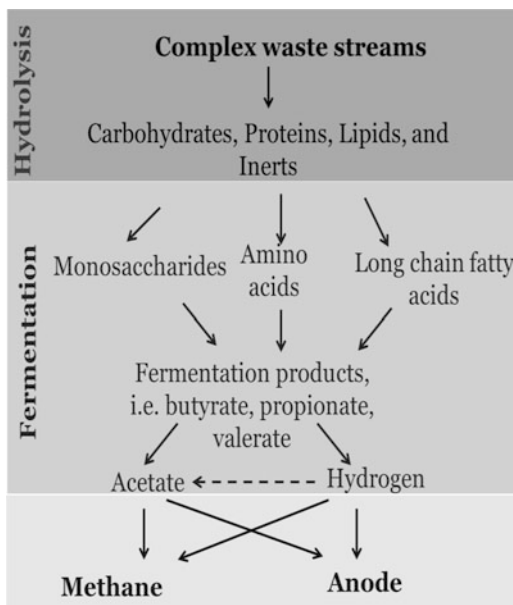 Hydrolysis
Complex waste streams
Carbohydrates, Proteins, Lipids, and
Inerts
Fermentation
Monosaccharides
Amino
acids
Long chain fatty
acids
Fermentation products,
i.e. butyrate, propionate,
valerate
Acetate
Hydrogen
Methane
Anode